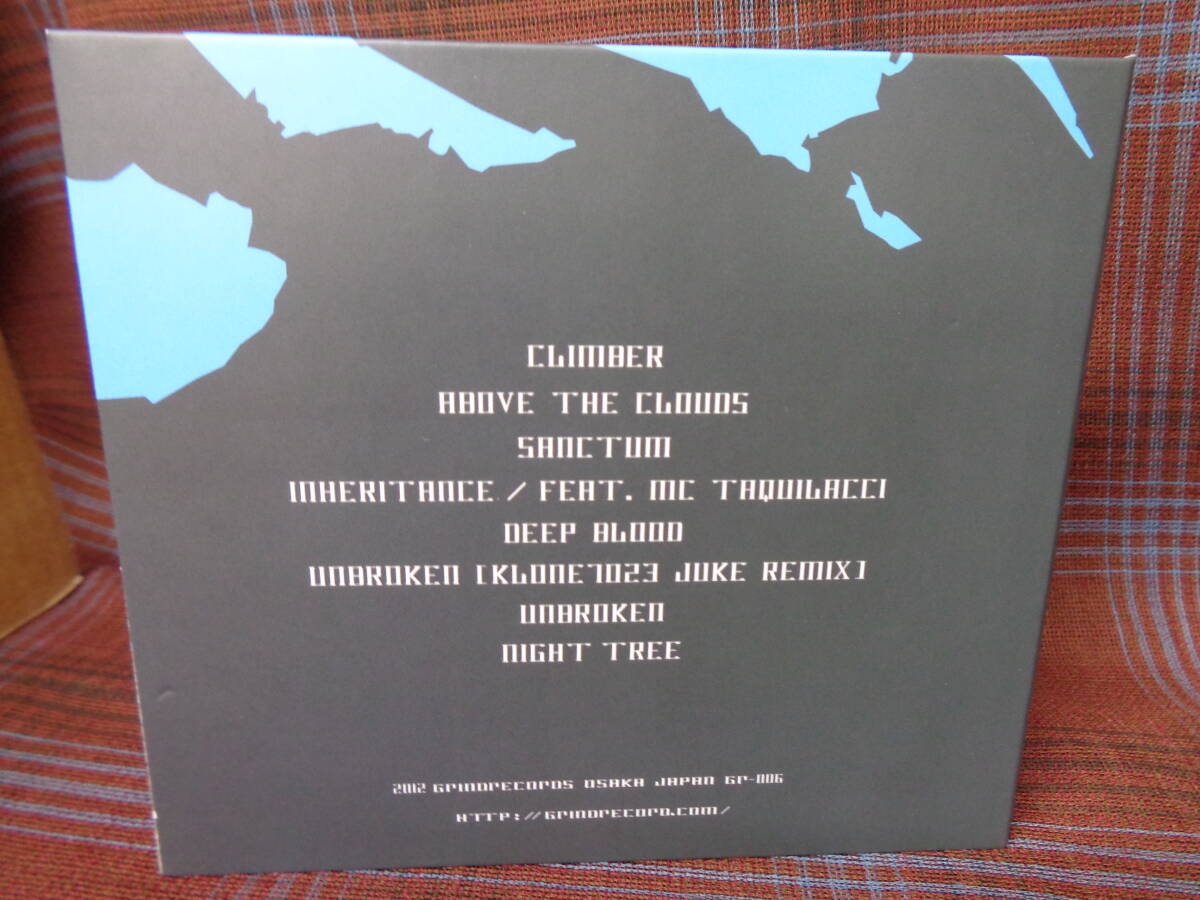 CLIMBER
ABOVE THE CLOUDS
SANCTUM
INHERITANCE / FEAT. MC TAQUILACCI
DEEP BLOOD
UNBROKEN [KLONE7023 JUKE REMIX]
UNBROKEN
NIGHT TREE
2012 GRINDRECORDS OSAKA JAPAN GR-006
HTTP://GRINDRECORD.COM/